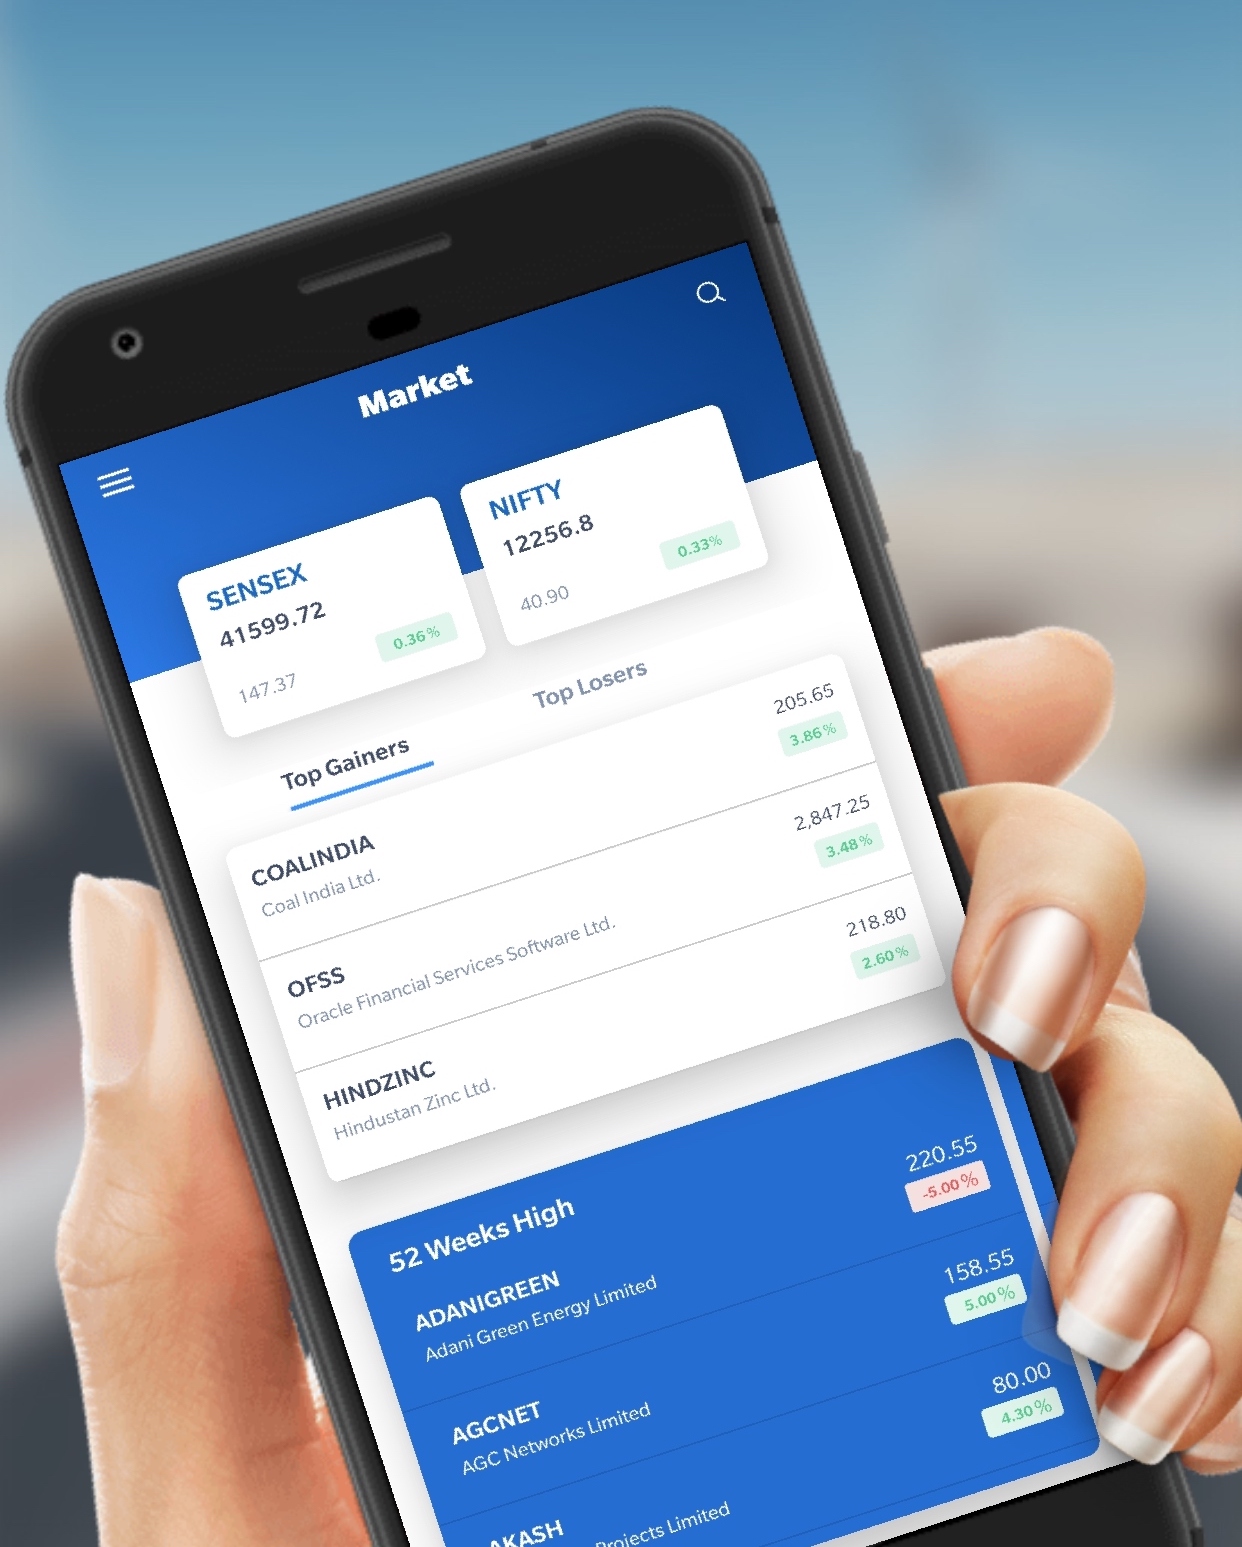 Market
SENSEX
41599.72
147.37
0.36%
NIFTY
12256.8
40.90
0.33%
Top Gainers
Top Losers
COALINDIA
Coal India Ltd.
205.65
3.86%
OFSS
Oracle Financial Services Software Ltd.
2,847.25
3.48%
HINDZINC
Hindustan Zinc Ltd.
218.80
2.60%
52 Weeks High
ADANIGREEN
Adani Green Energy Limited
220.55
-5.00%
AGCNET
AGC Networks Limited
158.55
5.00%
AKASH
Projects Limited
80.00
4.30%